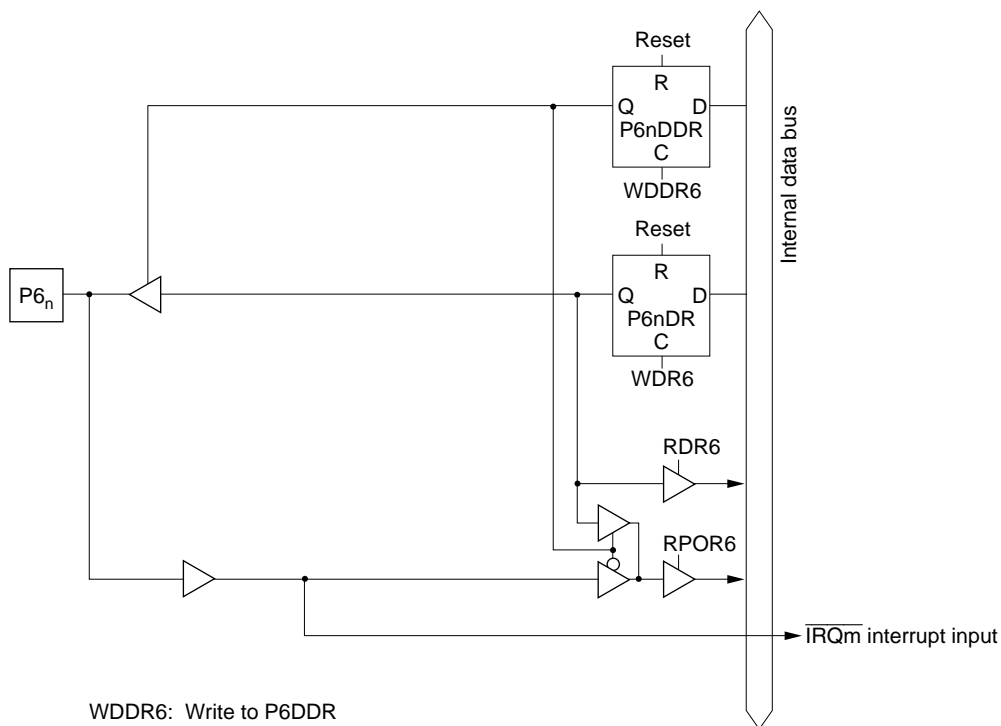 Reset
R
Q D
P6nDDR
C
WDDR6
Internal data bus
Reset
R
P6n
Q D
P6nDR
C
WDR6
RDR6
RPOR6
IRQm interrupt input
WDDR6: Write to P6DDR